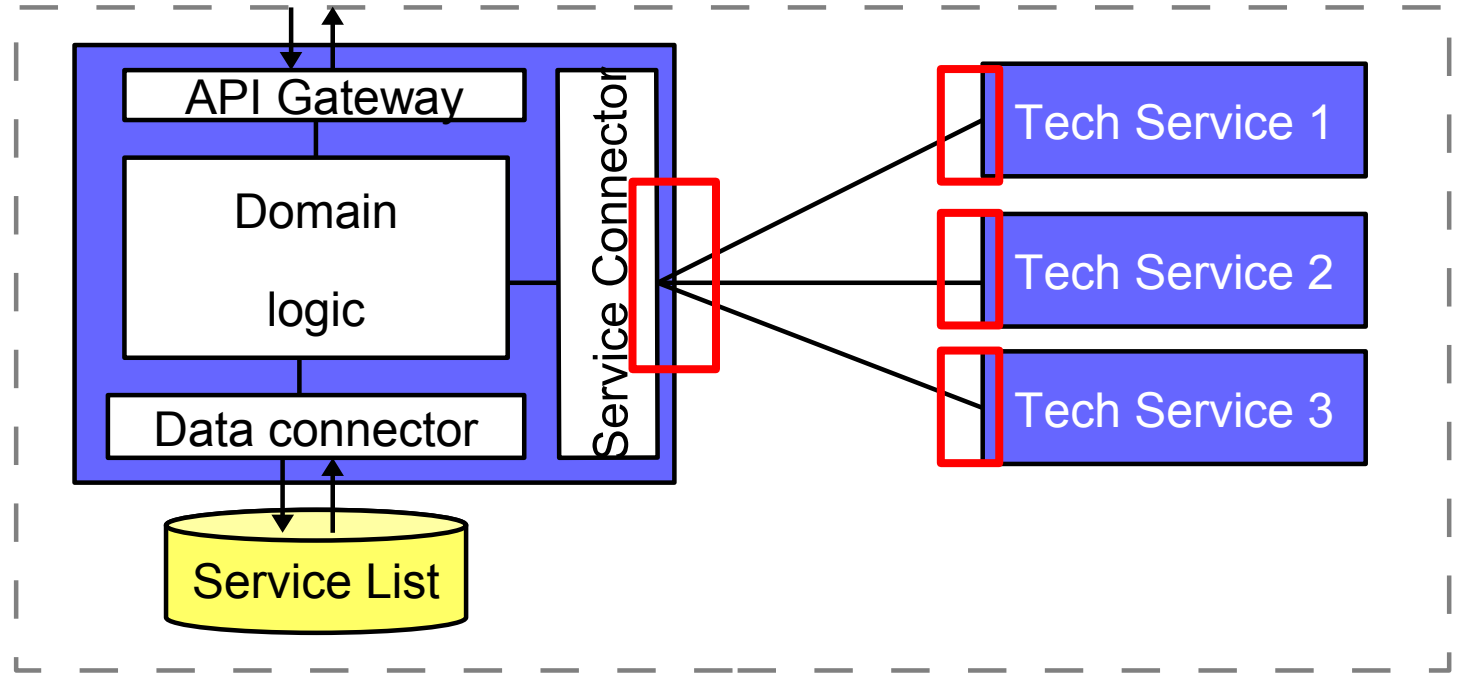 API Gateway
Domain
logic
Service Connector
Data connector
Service List
Tech Service 1
Tech Service 2
Tech Service 3